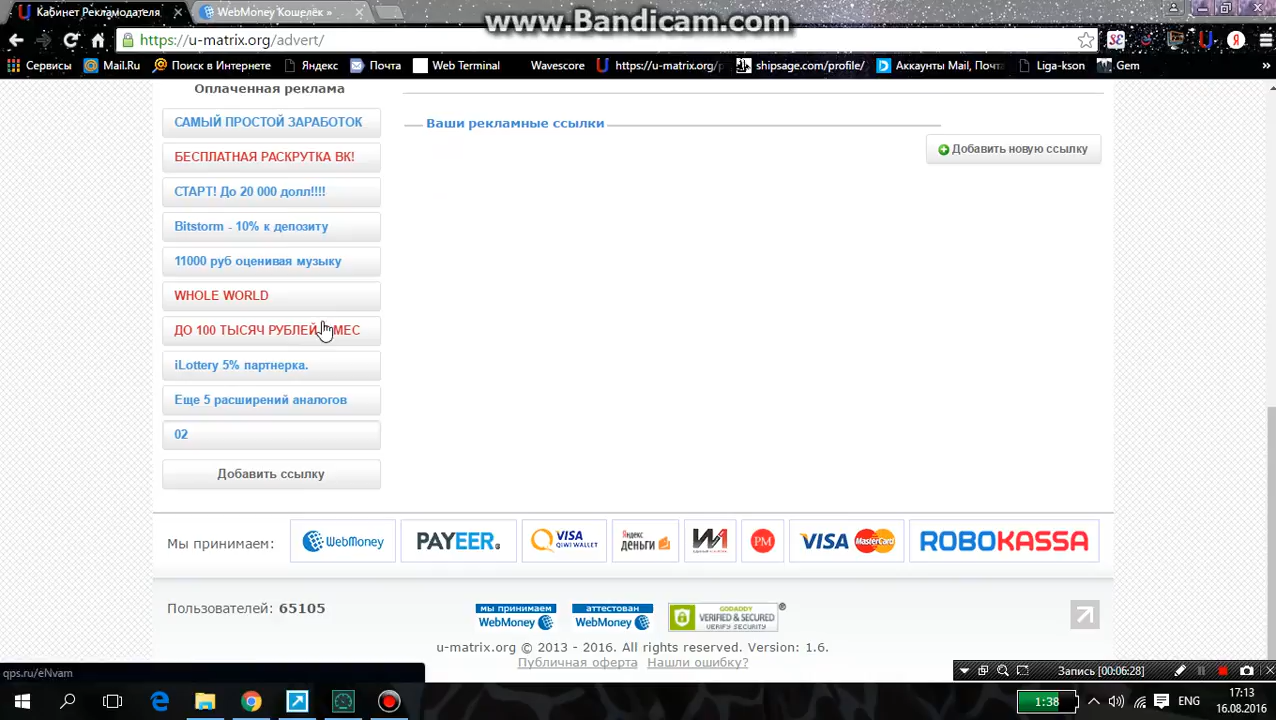 Кабинет Рекламодателя
WebMoney Кошелёк »
www.Bandicam.com
https://u-matrix.org/advert/
Сервисы
Mail.Ru
Поиск в Интернете
Яндекс
Почта
Web Terminal
Wavescore
https://u-matrix.org/p
shipsage.com/profile/
Аккаунты Mail, Почт
Liga-kson
Gem
Оплаченная реклама
САМЫЙ ПРОСТОЙ ЗАРАБОТОК
БЕСПЛАТНАЯ РАСКРУТКА ВК!
СТАРТ! До 20 000 долл!!!!
Bitstorm - 10% к депозиту
11000 руб оценивая музыку
WHOLE WORLD
ДО 100 ТЫСЯЧ РУБЛЕЙ МЕС
iLottery 5% партнерка.
Еще 5 расширений аналогов
02
Добавить ссылку
Ваши рекламные ссылки
Добавить новую ссылку
Мы принимаем:
WebMoney
PAYEER.
VISA QIWI WALLET
Яндекс ДЕНЬГИ
PM
VISA MasterCard
ROBOKASSA
Пользователей: 65105
мы принимаем
WebMoney
аттестован
WebMoney
GODADDY
VERIFIED & SECURED
VERIFY SECURITY
u-matrix.org © 2013 - 2016. All rights reserved. Version: 1.6.
Публичная оферта Нашли ошибку?
qps.ru/eNvam
Запись [00:06:28]
1:38
ENG
17:13
16.08.2016